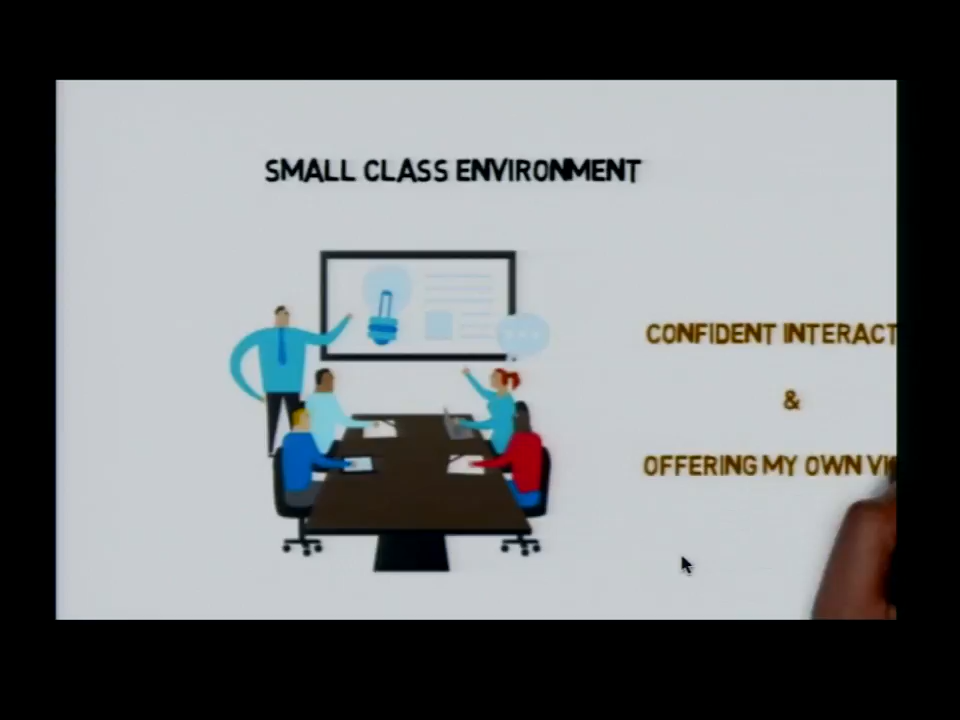 SMALL CLASS ENVIRONMENT
CONFIDENT INTERACT
&
OFFERING MY OWN